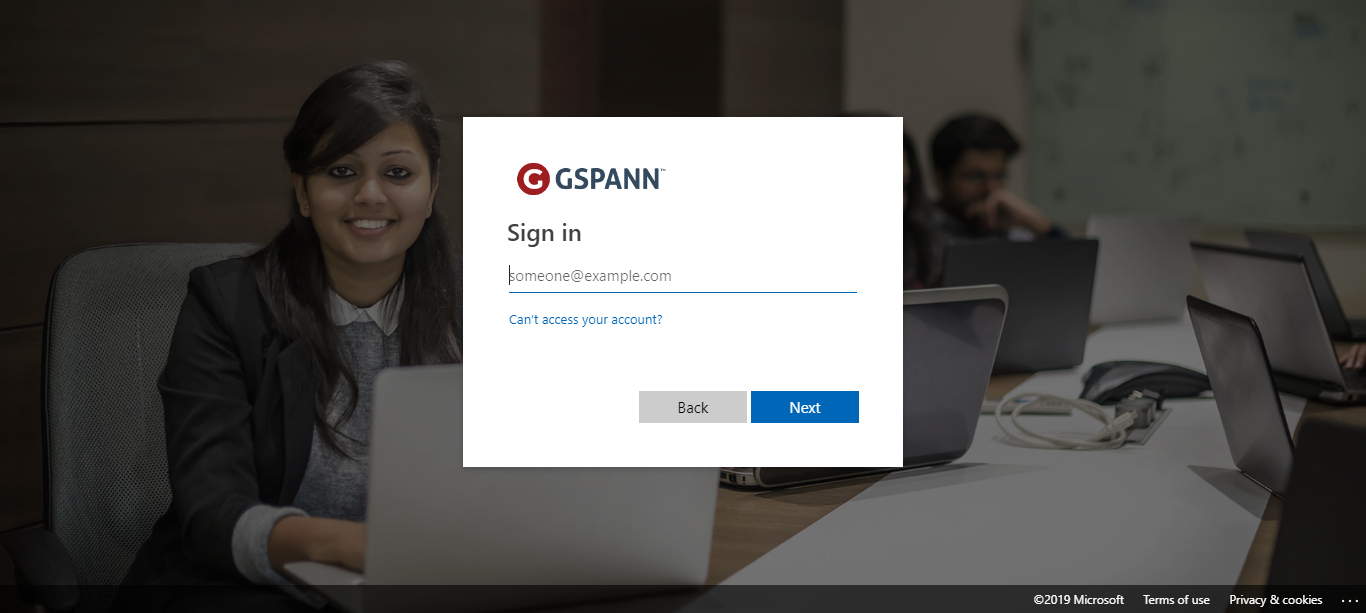 GSPANN™
Sign in
someone@example.com
Can't access your account?
Back
Next
©2019 Microsoft Terms of use Privacy & cookies ...